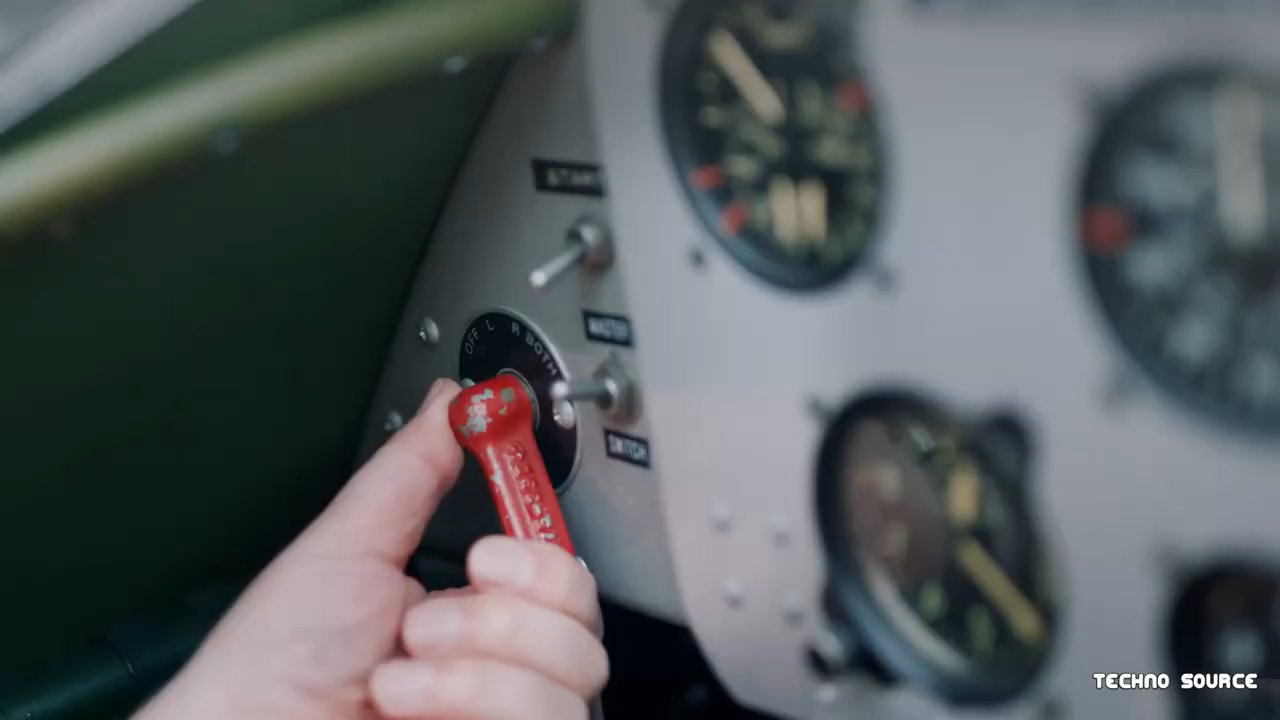 START
MASTER
OFF L R BOTH
SWITCH
TECHNO SOURCE